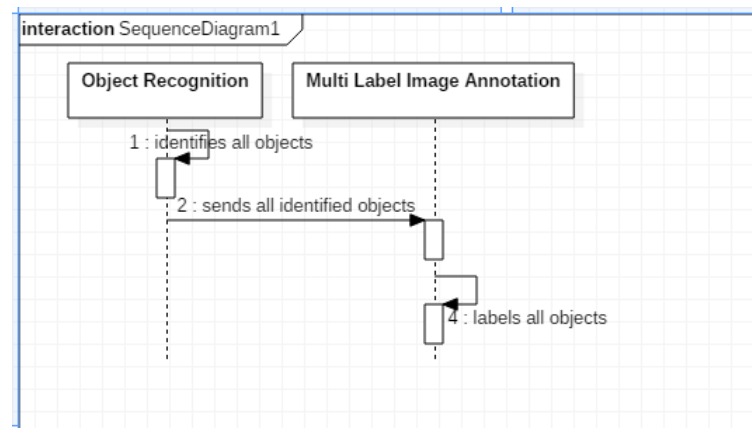 interaction SequenceDiagram1
Object Recognition
Multi Label Image Annotation
1 : identifies all objects
2 : sends all identified objects
4 : labels all objects